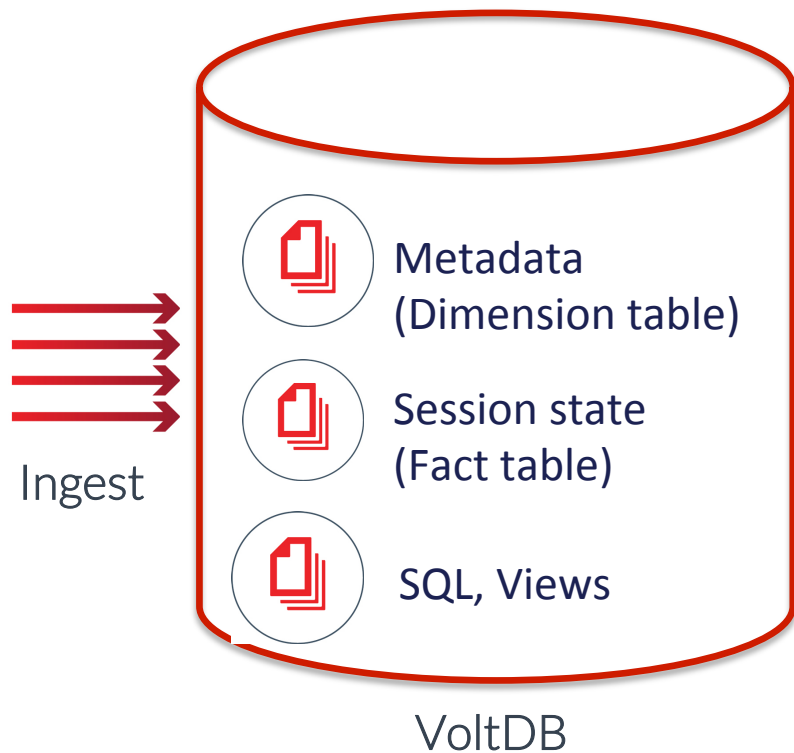 Metadata
(Dimension table)
Session state
(Fact table)
Ingest
SQL, Views
VoltDB